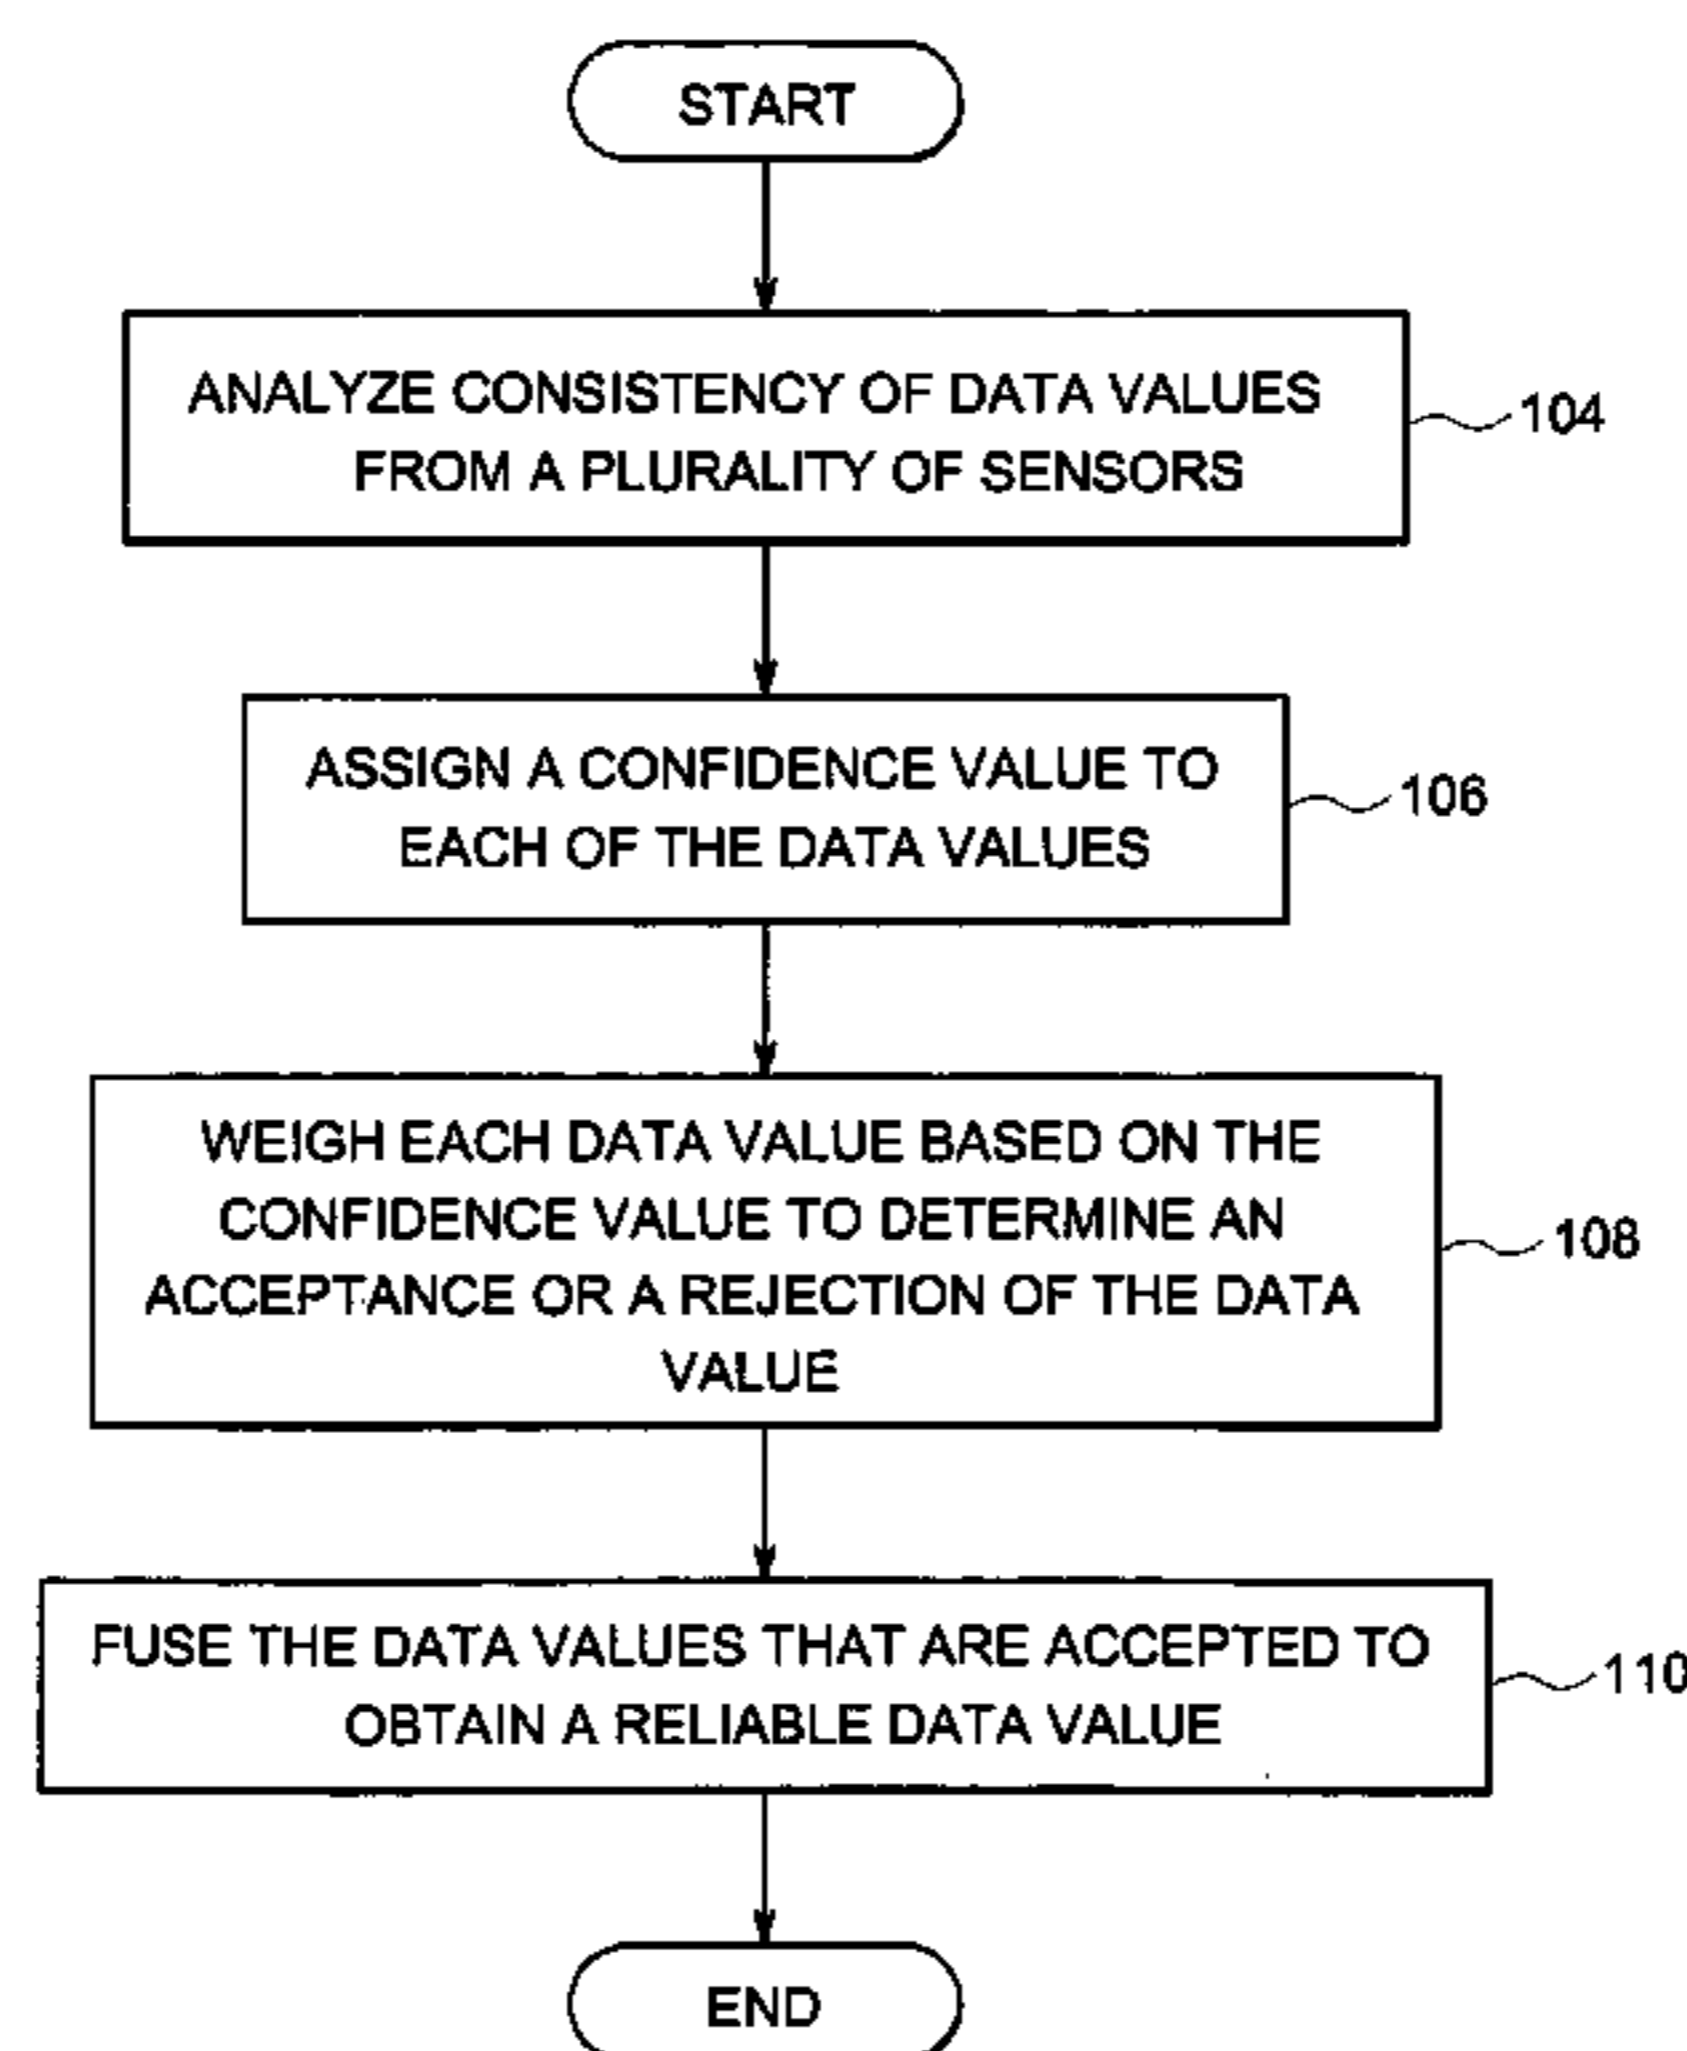 START
ANALYZE CONSISTENCY OF DATA VALUES
FROM A PLURALITY OF SENSORS
104
ASSIGN A CONFIDENCE VALUE TO
EACH OF THE DATA VALUES
106
WEIGH EACH DATA VALUE BASED ON THE
CONFIDENCE VALUE TO DETERMINE AN
ACCEPTANCE OR A REJECTION OF THE DATA
VALUE
108
FUSE THE DATA VALUES THAT ARE ACCEPTED TO
OBTAIN A RELIABLE DATA VALUE
110
END